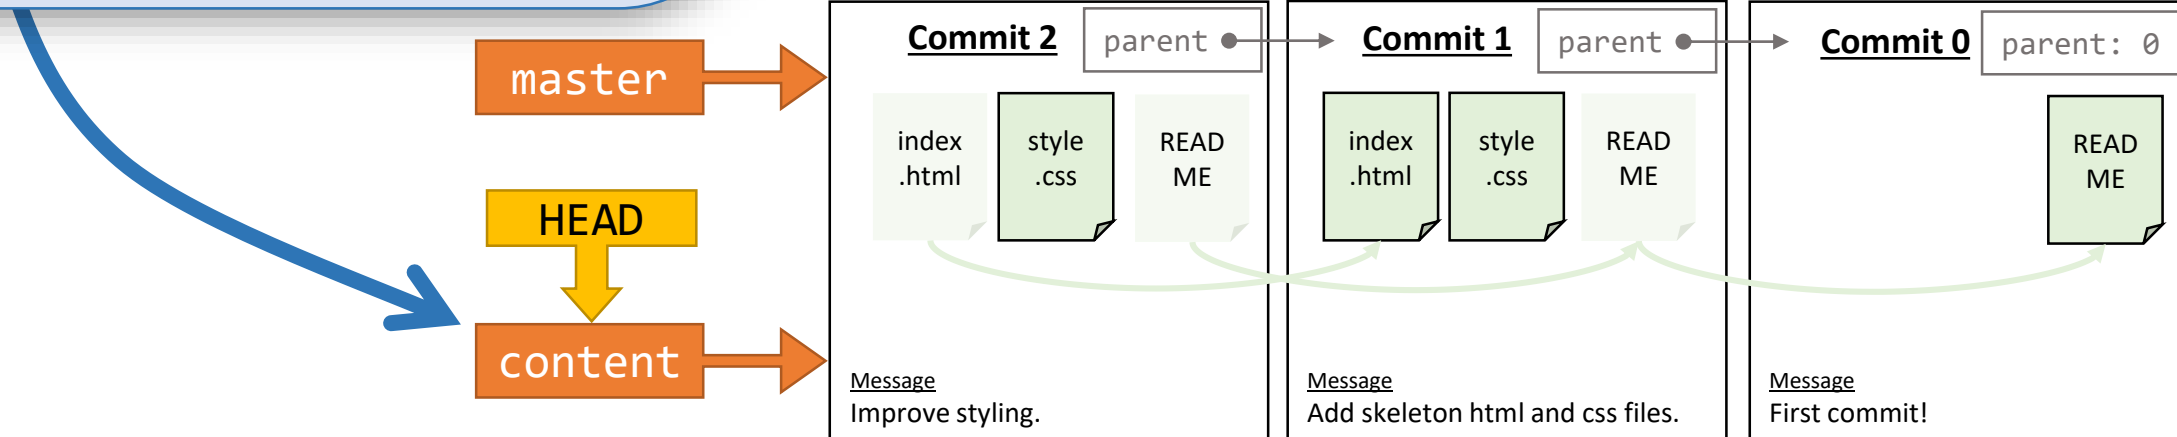 master
HEAD
content
Commit 2
parent
index
.html
style
.css
READ
ME
Message
Improve styling.
Commit 1
parent
index
.html
style
.css
READ
ME
Message
Add skeleton html and css files.
Commit 0
parent: 0
READ
ME
Message
First commit!